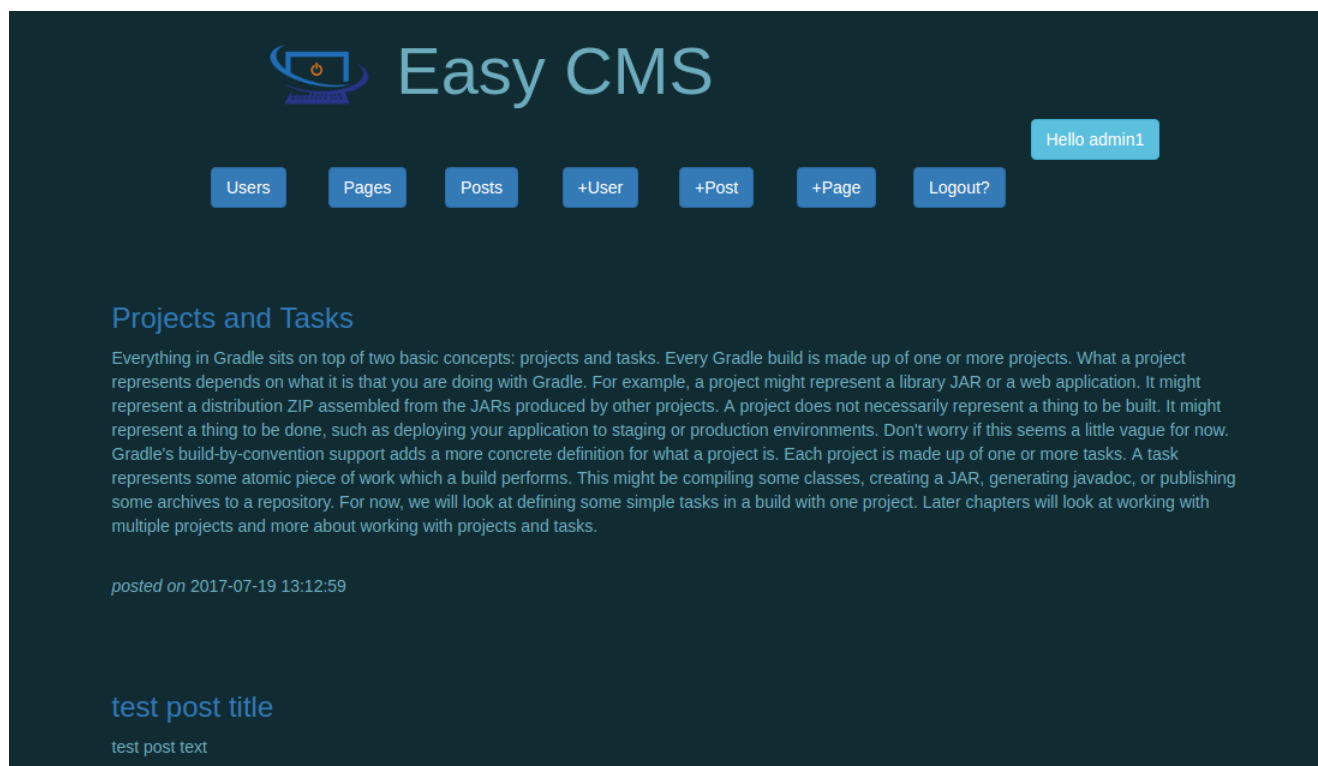 Easy CMS
Hello admin1
Users Pages Posts +User +Post +Page Logout?
Projects and Tasks
Everything in Gradle sits on top of two basic concepts: projects and tasks. Every Gradle build is made up of one or more projects. What a project
represents depends on what it is that you are doing with Gradle. For example, a project might represent a library JAR or a web application. It might
represent a distribution ZIP assembled from the JARs produced by other projects. A project does not necessarily represent a thing to be built. It might
represent a thing to be done, such as deploying your application to staging or production environments. Don't worry if this seems a little vague for now.
Gradle's build-by-convention support adds a more concrete definition for what a project is. Each project is made up of one or more tasks. A task
represents some atomic piece of work which a build performs. This might be compiling some classes, creating a JAR, generating javadoc, or publishing
some archives to a repository. For now, we will look at defining some simple tasks in a build with one project. Later chapters will look at working with
multiple projects and more about working with projects and tasks.
posted on 2017-07-19 13:12:59
test post title
test post text